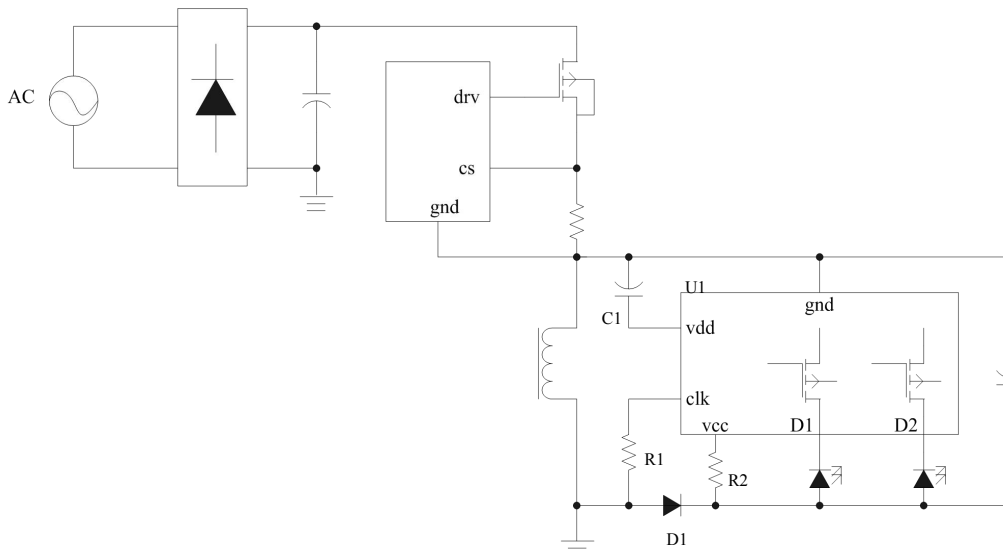 AC
drv
cs
gnd
U1
gnd
C1
vdd
clk
vcc
D1
D2
R1
R2
D1